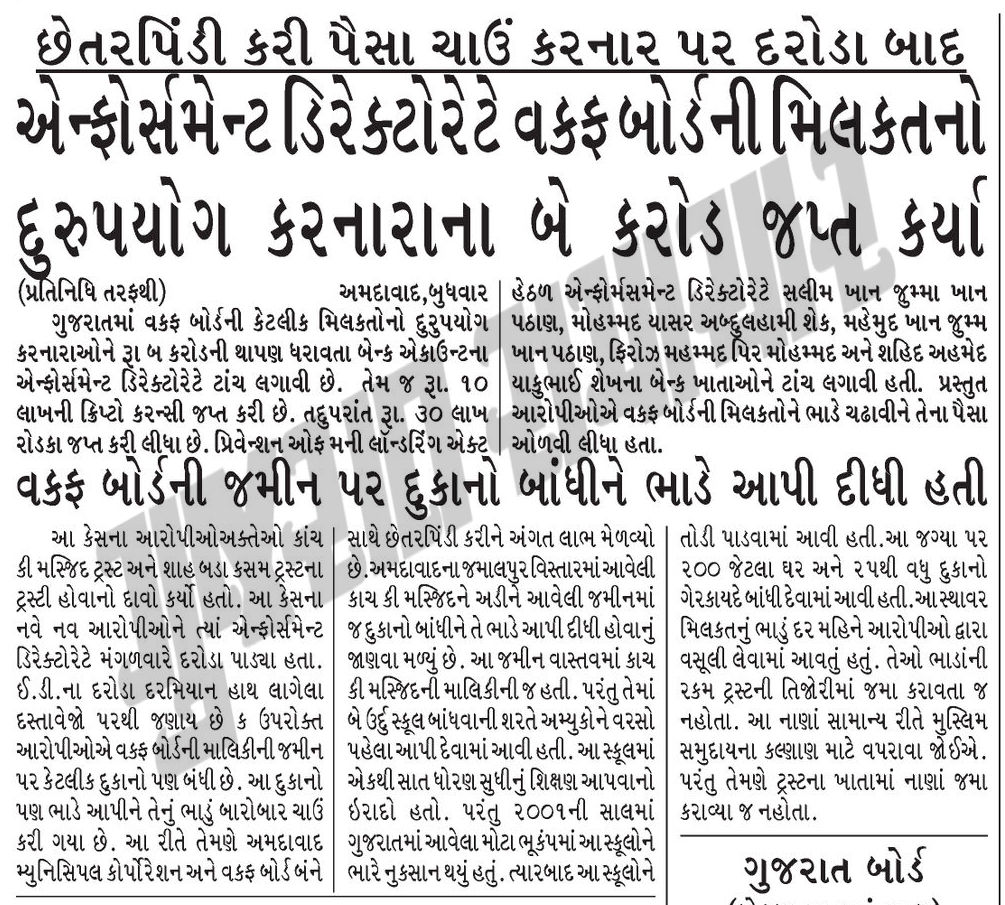 છેતરપિંડી કરી પૈસા ચાઉં કરનાર પર દરોડા બાદ
એન્ફોર્સમેન્ટ ડિરેક્ટોરેટે વકફ બોર્ડની મિલકતનો
દુરુપયોગ કરનારાના બે કરોડ જપ્ત કર્યા
(પ્રતિનિધિ તરફથી) અમદાવાદ,બુધવાર
ગુજરાતમાં વકફ બોર્ડની કેટલીક મિલકતોનો દુરુપયોગ
કરનારાઓને રૂા બ કરોડની થાપણ ધરાવતા બેન્ક એકાઉન્ટના
એન્ફોર્સમેન્ટ ડિરેક્ટોરેટે ટાંચ લગાવી છે. તેમ જ રૂા. ૧૦
લાખની ક્રિપ્ટો કરન્સી જપ્ત કરી છે. તદુપરાંત રૂા. ૩૦ લાખ
રોડકા જપ્ત કરી લીધા છે. પ્રિવેન્શન ઓફ મની લૉન્ડરિંગ એક્ટ
હેઠળ એન્ફોર્મસમેન્ટ ડિરેક્ટોરેટે સલીમ ખાન જુમ્મા ખાન
પઠાણ, મોહમ્મદ યાસર અબ્દુલહામી શેક, મહેમુદ ખાન જુમ્મ
ખાન પઠાણ, ફિરોઝ મહમ્મદ પિર મોહમ્મદ અને શહિદ અહમેદ
યાકુભાઈ શેખના બેન્ક ખાતાઓને ટાંચ લગાવી હતી. પ્રસ્તુત
આરોપીઓએ વકફ બોર્ડની મિલકતોને ભાડે ચઢાવીને તેના પૈસા
ઓળવી લીધા હતા.
વકફ બોર્ડની જમીન પર દુકાનો બાંધીને ભાડે આપી દીધી હતી
આ કેસના આરોપીઓઅક્તેઓ કાંચ
કી મસ્જિદ ટ્રસ્ટ અને શાહ બડા કસમ ટ્રસ્ટના
ટ્રસ્ટી હોવાનો દાવો કર્યો હતો. આ કેસના
નવે નવ આરોપીઓને ત્યાં એન્ફોર્સમેન્ટ
ડિરેક્ટોરેટે મંગળવારે દરોડા પાડ્યા હતા.
ઈ.ડી.ના દરોડા દરમિયાન હાથ લાગેલા
દસ્તાવેજો પરથી જણાય છે ક ઉપરોક્ત
આરોપીઓએ વકફ બોર્ડની માલિકીની જમીન
પર કેટલીક દુકાનો પણ બંધી છે. આ દુકાનો
પણ ભાડે આપીને તેનું ભાડું બારોબાર ચાઉં
કરી ગયા છે. આ રીતે તેમણે અમદાવાદ
મ્યુનિસિપલ કોર્પોરેશન અને વકફ બોર્ડ બંને
સાથે છેતરપિંડી કરીને અંગત લાભ મેળવ્યો
છે.અમદાવાદના જમાલપુર વિસ્તારમાં આવેલી
કાચ કી મસ્જિદને અડીને આવેલી જમીનમાં
જ દુકાનો બાંધીને તે ભાડે આપી દીધી હોવાનું
જાણવા મળ્યું છે. આ જમીન વાસ્તવમાં કાચ
કી મસ્જિદની માલિકીની જ હતી. પરંતુ તેમાં
બે ઉર્દુ સ્કૂલ બાંધવાની શરતે અમ્યુકોને વરસો
પહેલા આપી દેવામાં આવી હતી. આ સ્કૂલમાં
એકથી સાત ધોરણ સુધીનું શિક્ષણ આપવાનો
ઇરાદો હતો. પરંતુ ૨૦૦૧ની સાલમાં
ગુજરાતમાં આવેલા મોટા ભૂકંપમાં આ સ્કૂલોને
ભારે નુકસાન થયું હતું. ત્યારબાદ આ સ્કૂલોને
તોડી પાડવામાં આવી હતી.આ જગ્યા પર
૨૦૦ જેટલા ઘર અને ૨૫થી વધુ દુકાનો
ગેરકાયદે બાંધી દેવામાં આવી હતી. આ સ્થાવર
મિલકતનું ભાડું દર મહિને આરોપીઓ દ્વારા
વસૂલી લેવામાં આવતું હતું. તેઓ ભાડાંની
રકમ ટ્રસ્ટની તિજોરીમાં જમા કરાવતા જ
નહોતા. આ નાણાં સામાન્ય રીતે મુસ્લિમ
સમુદાયના કલ્ણાણ માટે વપરાવા જોઈએ.
પરંતુ તેમણે ટ્રસ્ટના ખાતામાં નાણાં જમા
કરાવ્યા જ નહોતા.
ગુજરાત બોર્ડ
ગુજરાત સમાચાર